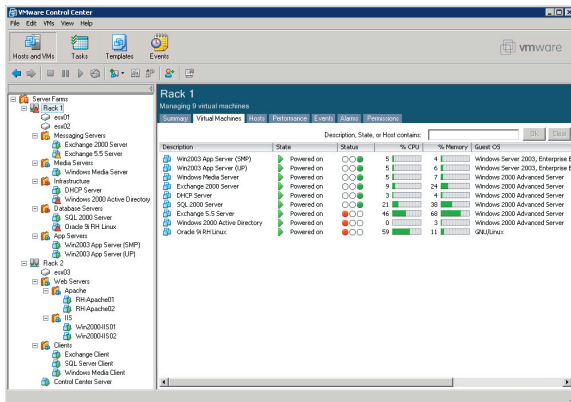 VMware Control Center
File Edit VMs View Help
Hosts and VMs Tasks Templates Events
vmware
Server Farms
Rack 1
esx01
esx02
Messaging Servers
Exchange 2000 Server
Exchange 5.5 Server
Media Servers
Windows Media Server
Infrastructure
DHCP Server
Windows 2000 Active Directory
Database Servers
SQL 2000 Server
Oracle 9i RH Linux
App Servers
Win2003 App Server (SMP)
Win2003 App Server (UP)
Rack 2
esx03
Web Servers
Apache
RH-Apache01
RH-Apache02
IIS
Win2000-IIS01
Win2000-IIS02
Clients
Exchange Client
SQL Server Client
Windows Media Client
Control Center Server
Rack 1
Managing 9 virtual machines
Summary Virtual Machines Hosts Performance Events Alarms Permissions
Description, State, or Host contains: Ok Clear
Description State Status % CPU % Memory Guest OS
Win2003 App Server (SMP) Powered on 5 4 Windows Server 2003, Enterprise E
Win2003 App Server (UP) Powered on 5 6 Windows Server 2003, Enterprise E
Windows Media Server Powered on 5 7 Windows 2000 Advanced Server
Exchange 2000 Server Powered on 9 24 Windows 2000 Advanced Server
DHCP Server Powered on 3 4 Windows 2000 Advanced Server
SQL 2000 Server Powered on 21 38 Windows 2000 Advanced Server
Exchange 5.5 Server Powered on 46 68 Windows 2000 Advanced Server
Windows 2000 Active Directory Powered on 0 3 Windows 2000 Advanced Server
Oracle 9i RH Linux Powered on 59 11 GNU/Linux